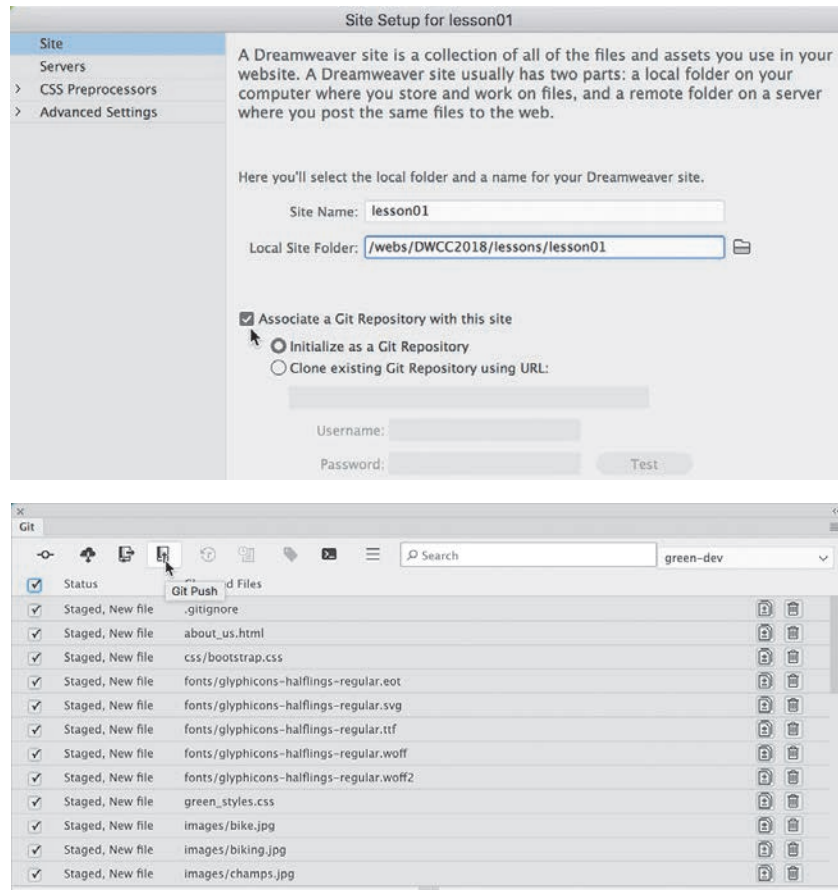 Site Setup for lesson01
Site
Servers
CSS Preprocessors
Advanced Settings
A Dreamweaver site is a collection of all of the files and assets you use in your
website. A Dreamweaver site usually has two parts: a local folder on your
computer where you store and work on files, and a remote folder on a server
where you post the same files to the web.
Here you'll select the local folder and a name for your Dreamweaver site.
Site Name: lesson01
Local Site Folder: /webs/DWCC2018/lessons/lesson01
Associate a Git Repository with this site
Initialize as a Git Repository
Clone existing Git Repository using URL:
Username:
Password:
Test
Git
Search
green-dev
Status
Files
Git Push
Staged, New file .gitignore
Staged, New file about_us.html
Staged, New file css/bootstrap.css
Staged, New file fonts/glyphicons-halflings-regular.eot
Staged, New file fonts/glyphicons-halflings-regular.svg
Staged, New file fonts/glyphicons-halflings-regular.ttf
Staged, New file fonts/glyphicons-halflings-regular.woff
Staged, New file fonts/glyphicons-halflings-regular.woff2
Staged, New file green_styles.css
Staged, New file images/bike.jpg
Staged, New file images/biking.jpg
Staged, New file images/champs.jpg